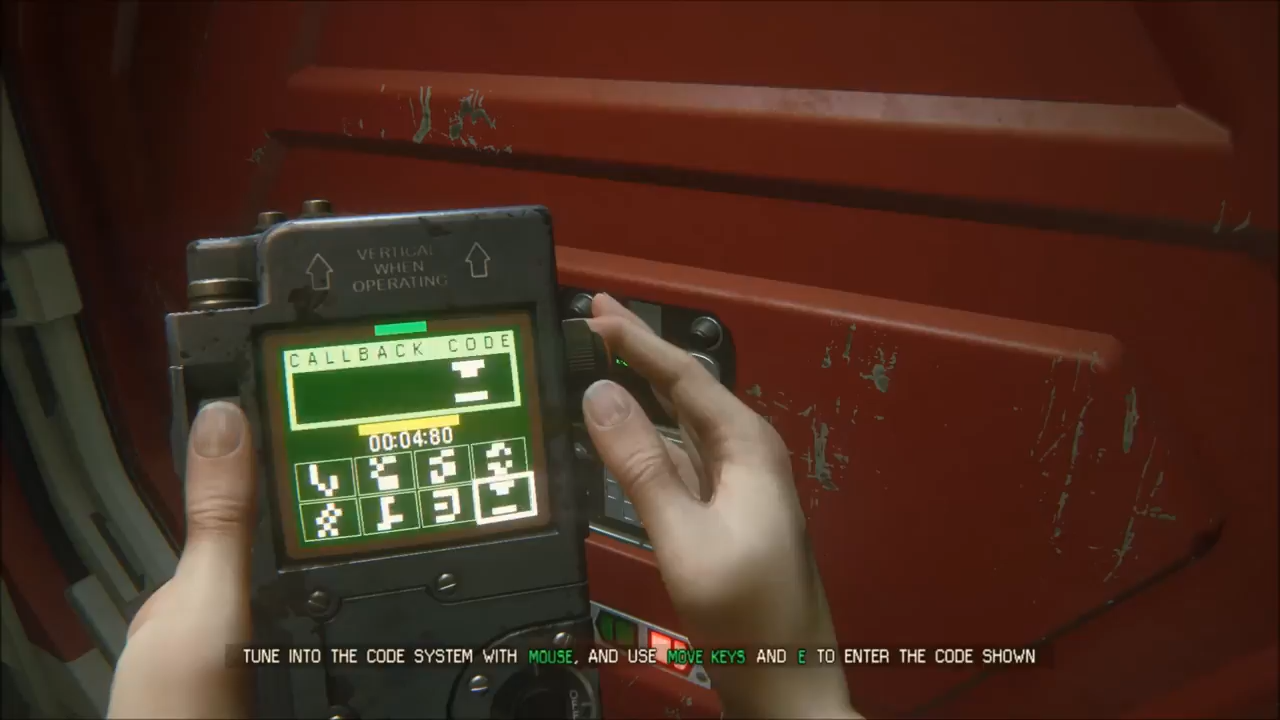 VERTICAL
WHEN
OPERATING
CALLBACK CODE
00:04:80
TUNE INTO THE CODE SYSTEM WITH MOUSE, AND USE MOVE KEYS AND E TO ENTER THE CODE SHOWN